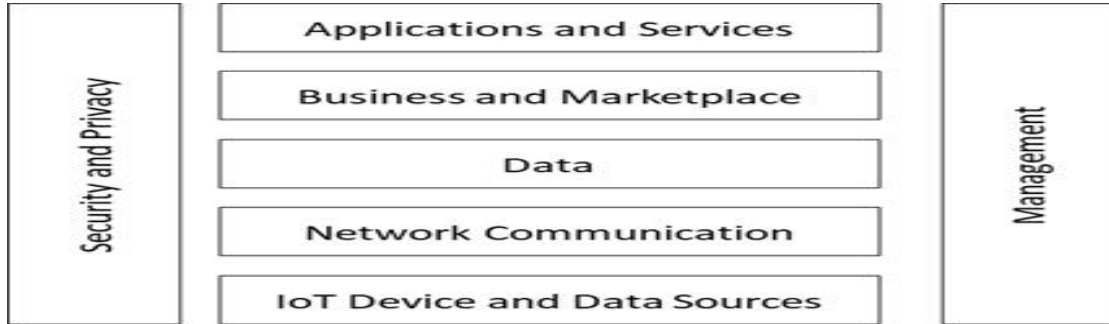 Security and Privacy
Applications and Services
Business and Marketplace
Data
Network Communication
IoT Device and Data Sources
Management